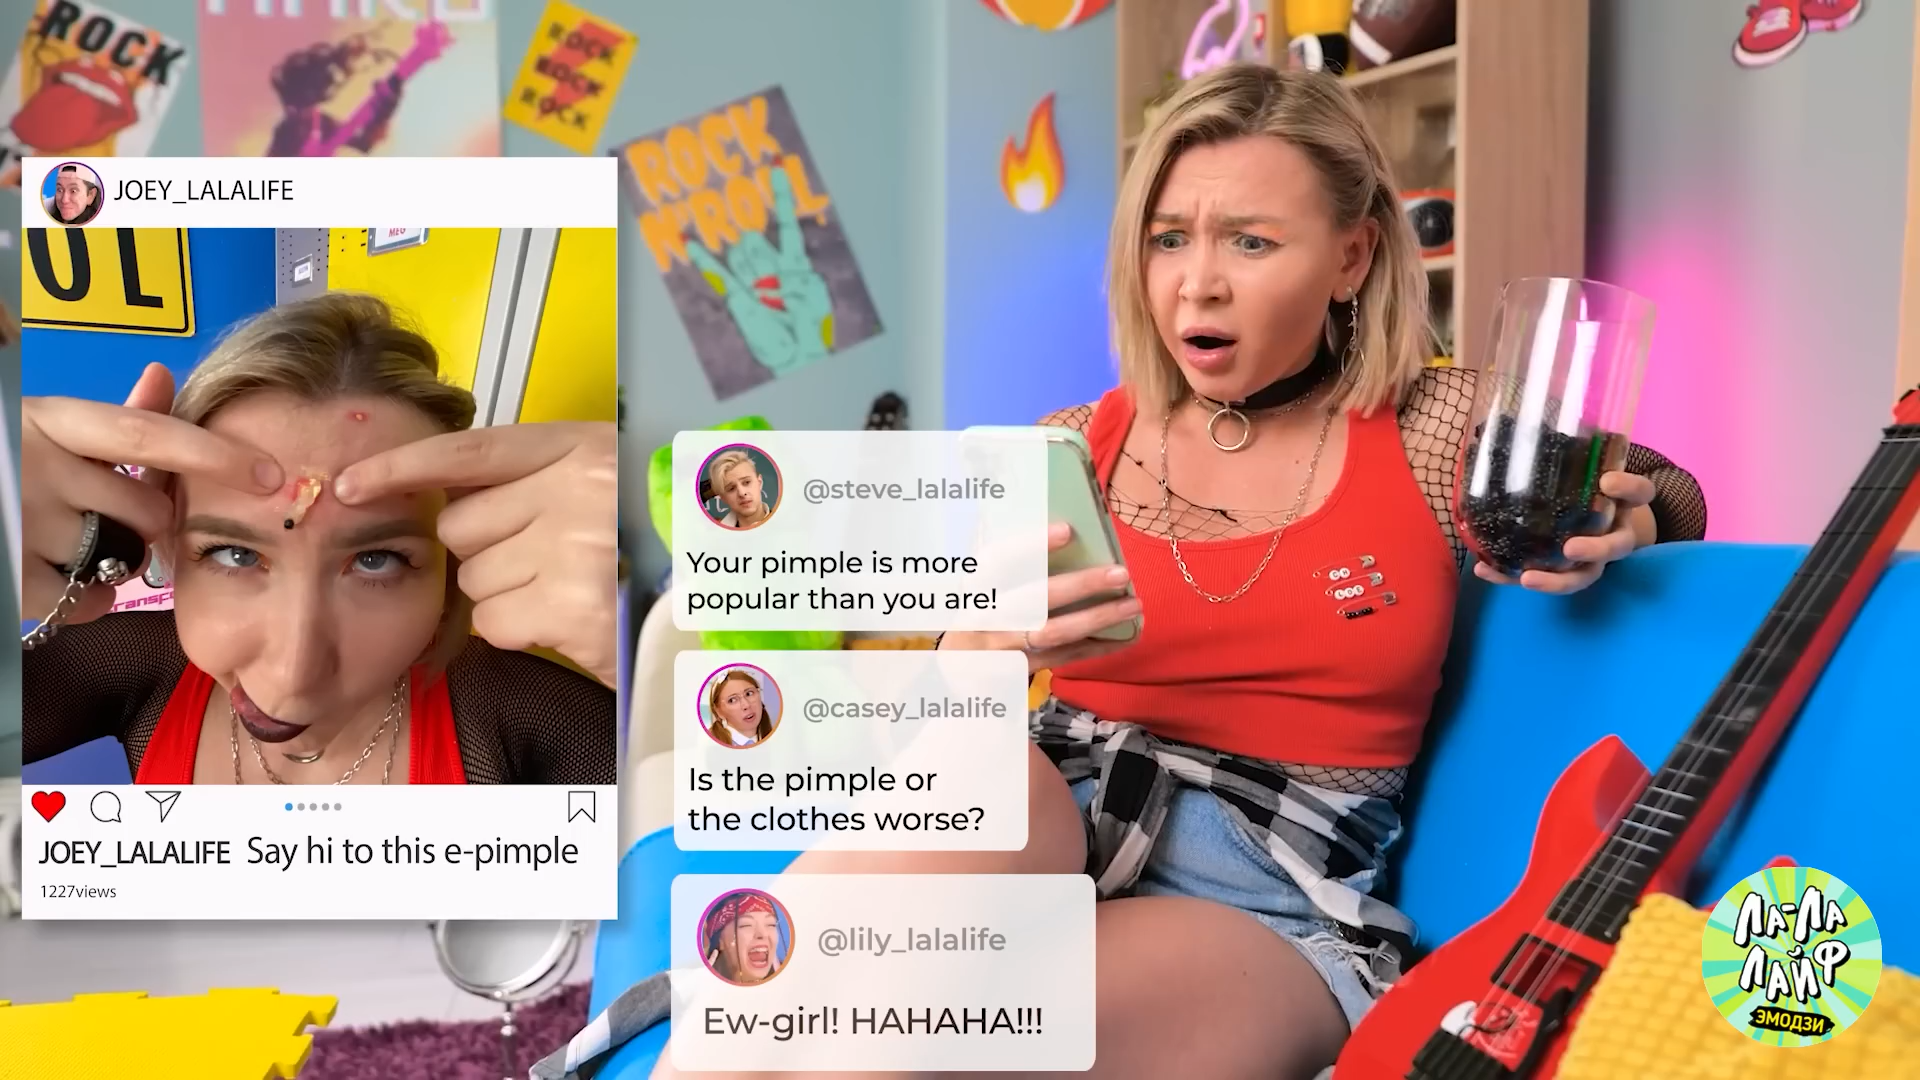 ROCK
ROCK
ROCK
ROCK
ROCK
N'ROLL
JOEY_LALALIFE
OL
MEG
JOEY_LALALIFE Say hi to this e-pimple
1227views
@steve_lalalife
Your pimple is more
popular than you are!
@casey_lalalife
Is the pimple or
the clothes worse?
@lily_lalalife
Ew-girl! HAHAHA!!!
ЛА-ЛА
ЛАЙФ
ЭМОДЗИ